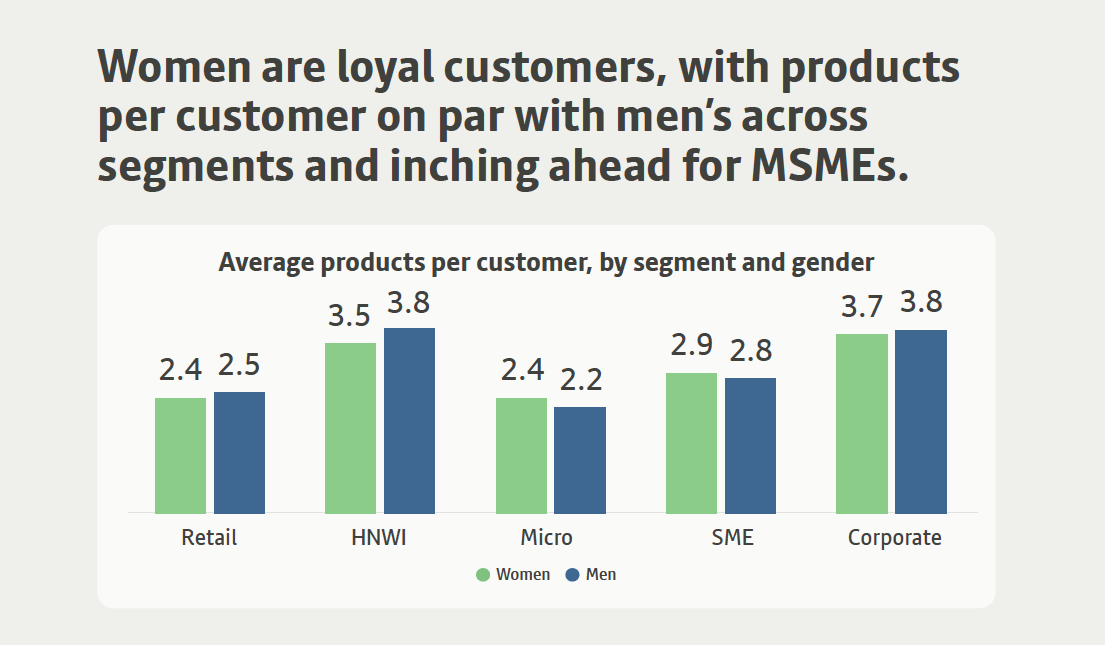 Women are loyal customers, with products
per customer on par with men’s across
segments and inching ahead for MSMEs.
Average products per customer, by segment and gender
2.4 2.5 3.5 3.8 2.4 2.2 2.9 2.8 3.7 3.8
Retail HNWI Micro SME Corporate
Women Men